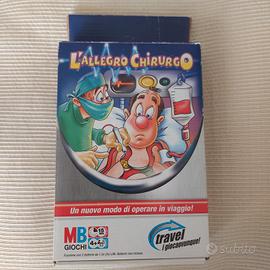 L'ALLEGRO CHIRURGO
Un nuovo modo di operare in viaggio!
MB
GIOCHI
travel
i giocaovunque!
subito